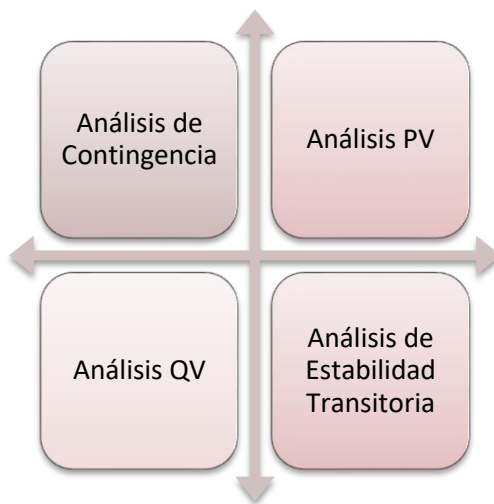 Análisis de
Contingencia
Análisis PV
Análisis QV
Análisis de
Estabilidad
Transitoria